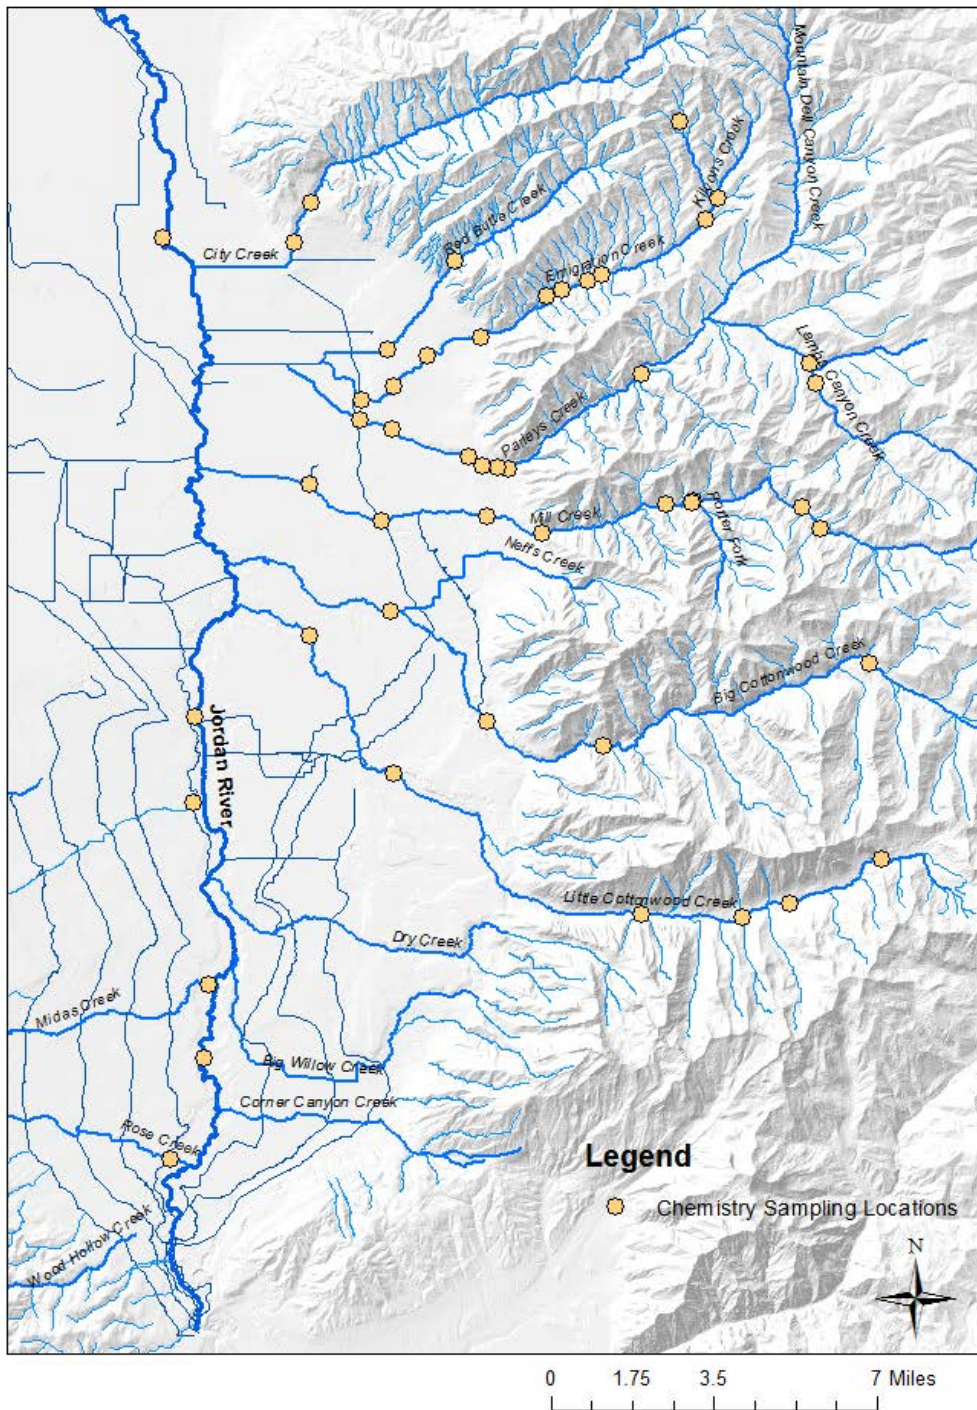 Mountain Dell Canyon Creek
Killyons Creek
Red Butte Creek
City Creek
Emigration Creek
Lambs Canyon Creek
Parleys Creek
Porter Fork
Mill Creek
Neffs Creek
Big Cottonwood Creek
Jordan River
Little Cottonwood Creek
Dry Creek
Midas Creek
Big Willow Creek
Corner Canyon Creek
Rose Creek
Wood Hollow Creek
Legend
Chemistry Sampling Locations
N
0 1.75 3.5 7 Miles